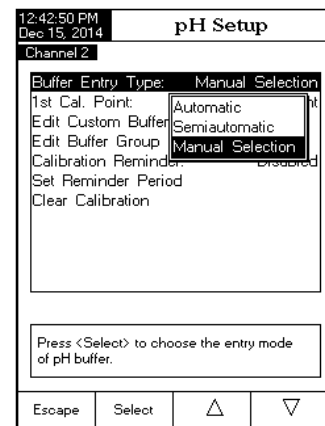 12:42:50 PM
Dec 15, 2014
pH Setup
Channel 2
Buffer Entry Type: Manual Selection
1st Cal. Point:
Automatic
Edit Custom Buffer
Semiautomatic
Edit Buffer Group
Manual Selection
Calibration Reminder: Disabled
Set Reminder Period
Clear Calibration
Press <Select> to choose the entry mode
of pH buffer.
Escape Select △ ▽